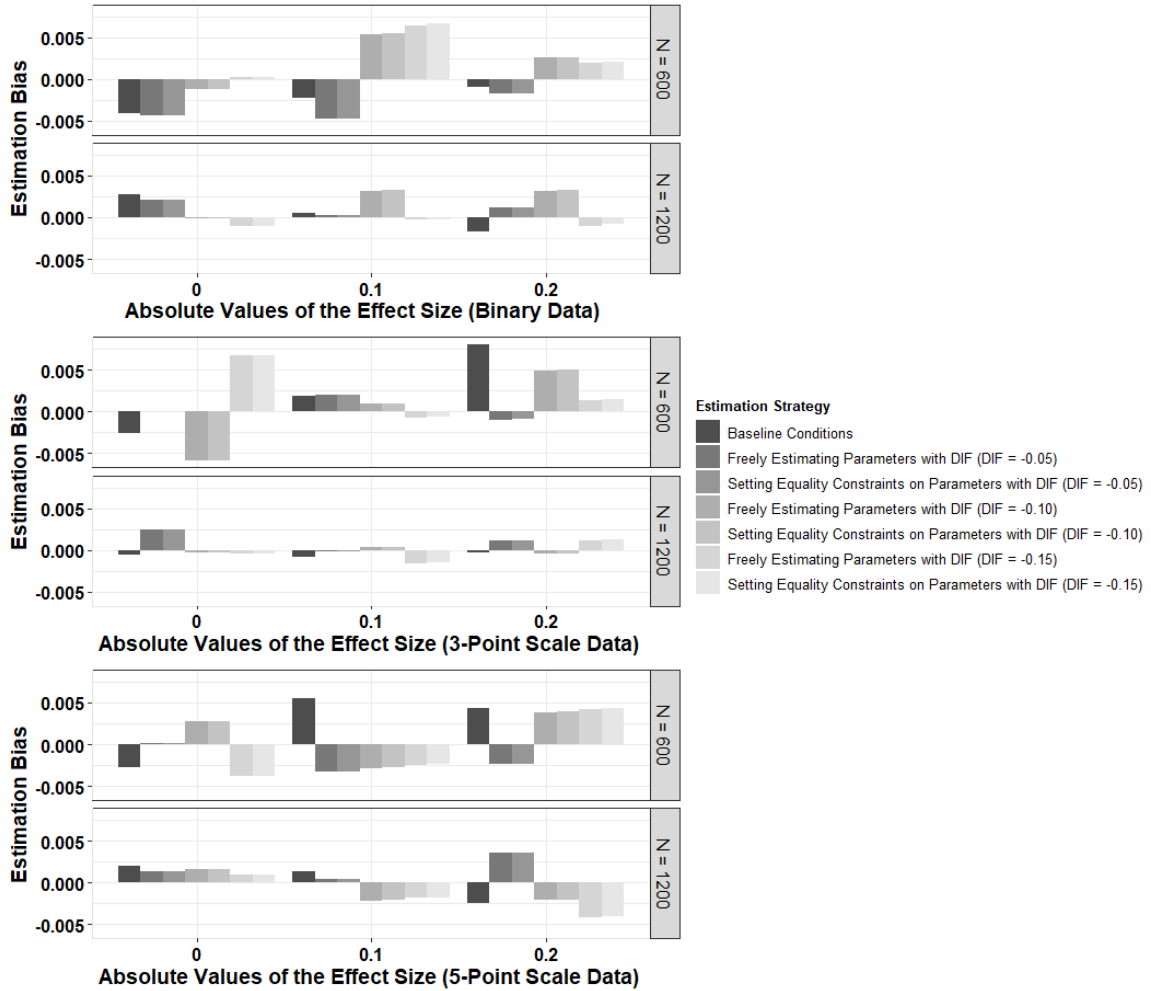 Estimation Bias
0.005
0.000
-0.005
N = 600
0.005
0.000
-0.005
N = 1200
0 0.1 0.2
Absolute Values of the Effect Size (Binary Data)
Estimation Bias
0.005
0.000
-0.005
N = 600
0.005
0.000
-0.005
N = 1200
0 0.1 0.2
Absolute Values of the Effect Size (3-Point Scale Data)
Estimation Bias
0.005
0.000
-0.005
N = 600
0.005
0.000
-0.005
N = 1200
0 0.1 0.2
Absolute Values of the Effect Size (5-Point Scale Data)
Estimation Strategy
Baseline Conditions
Freely Estimating Parameters with DIF (DIF = -0.05)
Setting Equality Constraints on Parameters with DIF (DIF = -0.05)
Freely Estimating Parameters with DIF (DIF = -0.10)
Setting Equality Constraints on Parameters with DIF (DIF = -0.10)
Freely Estimating Parameters with DIF (DIF = -0.15)
Setting Equality Constraints on Parameters with DIF (DIF = -0.15)